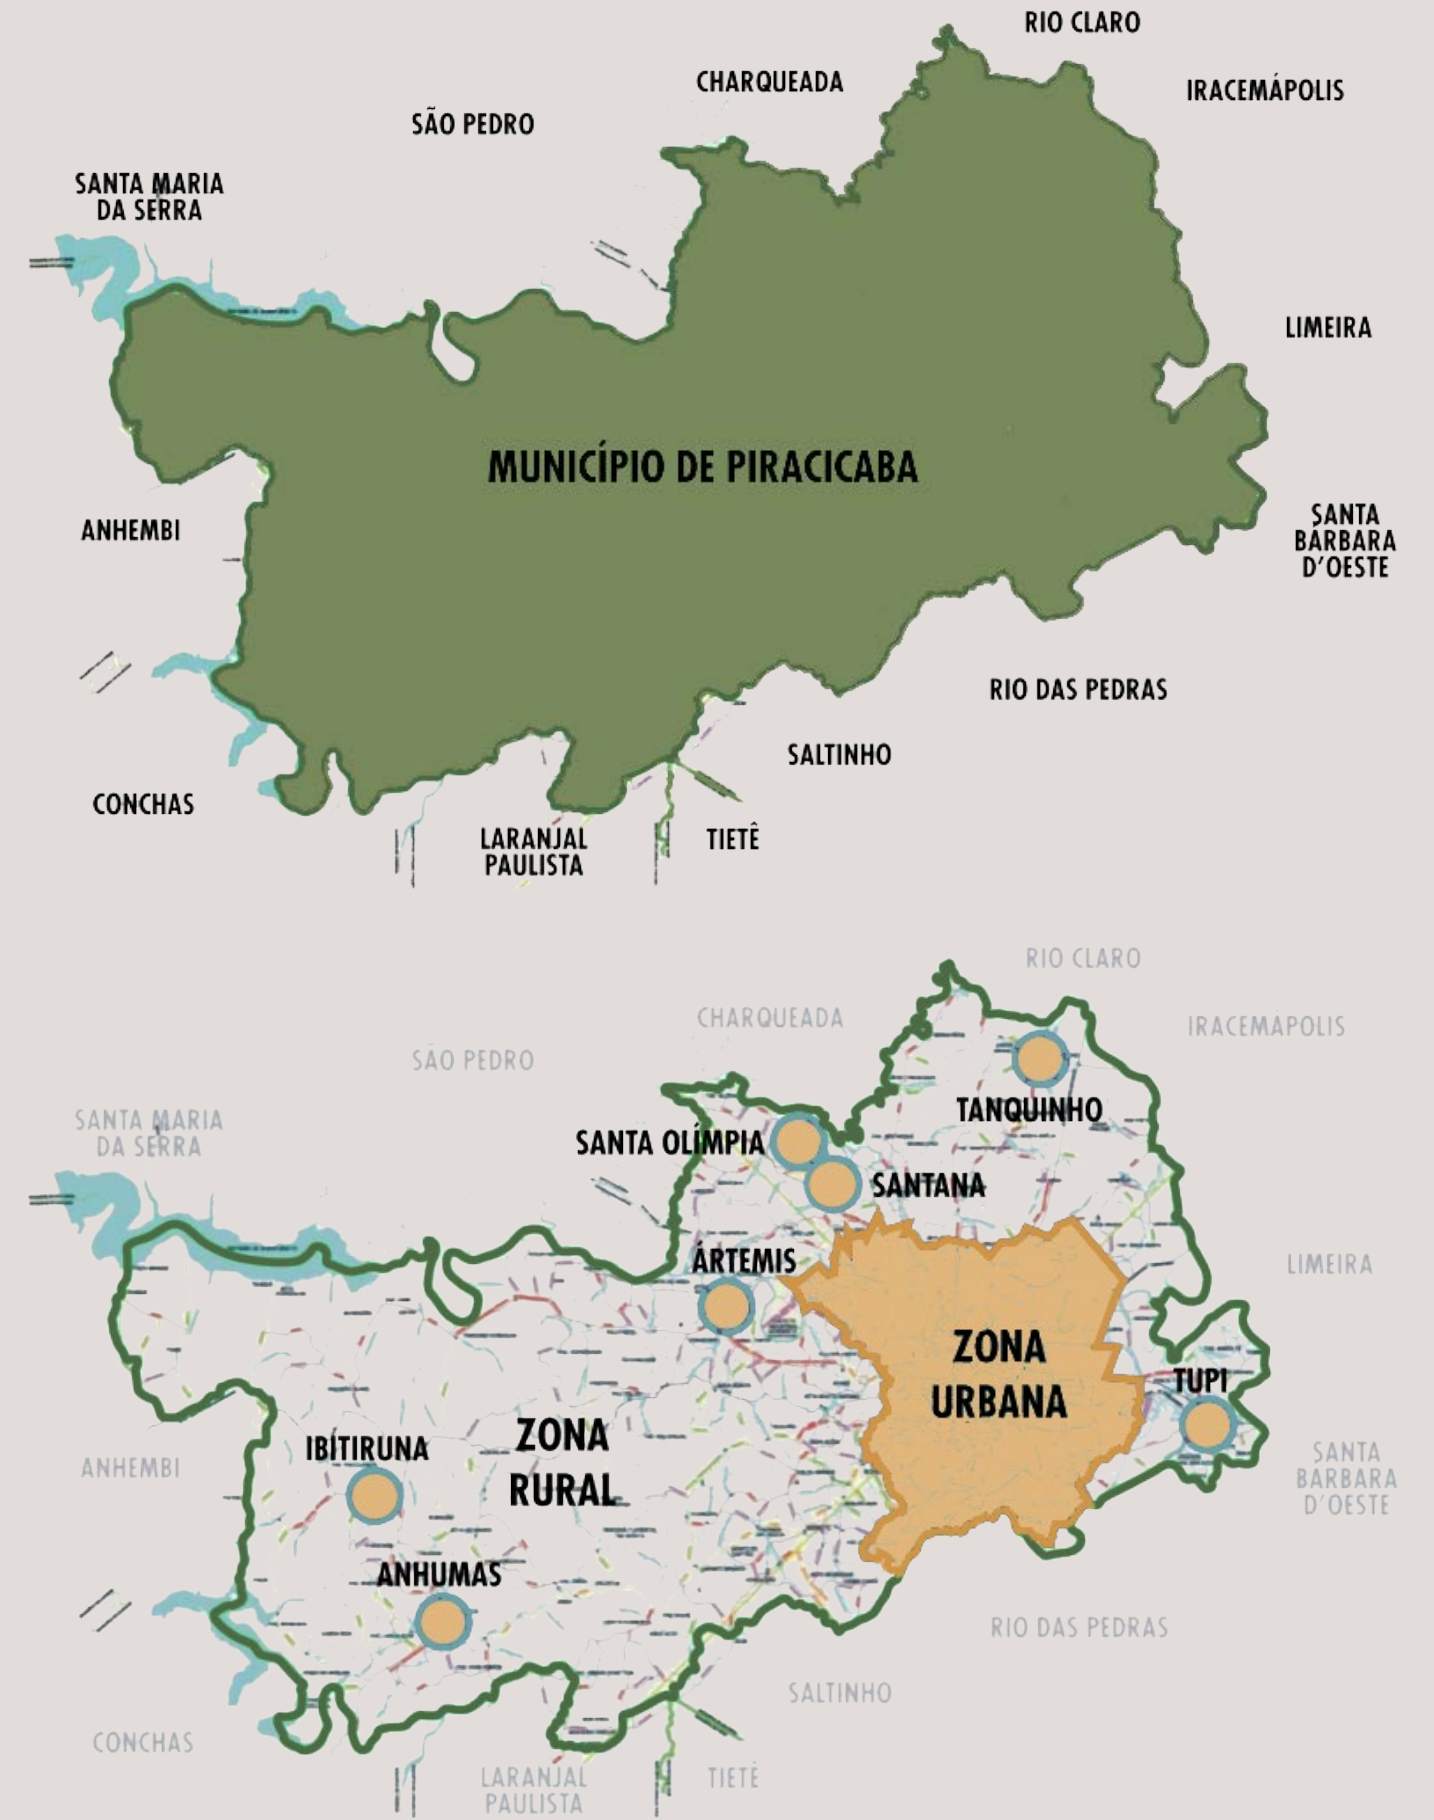 RIO CLARO
CHARQUEADA
IRACEMÁPOLIS
SÃO PEDRO
SANTA MARIA
DA SERRA
LIMEIRA
MUNICÍPIO DE PIRACICABA
ANHEMBI
SANTA
BÁRBARA
D'OESTE
RIO DAS PEDRAS
SALTINHO
CONCHAS
LARANJAL
PAULISTA
TIETÊ
RIO CLARO
CHARQUEADA
IRACEMÁPOLIS
SÃO PEDRO
SANTA MARIA
DA SERRA
TANQUINHO
SANTA OLÍMPIA
SANTANA
ÁRTEMIS
LIMEIRA
ZONA
URBANA
TUPI
ZONA
RURAL
IBITIRUNA
ANHEMBI
SANTA
BÁRBARA
D'OESTE
ANHUMAS
RIO DAS PEDRAS
SALTINHO
CONCHAS
LARANJAL
PAULISTA
TIETÊ